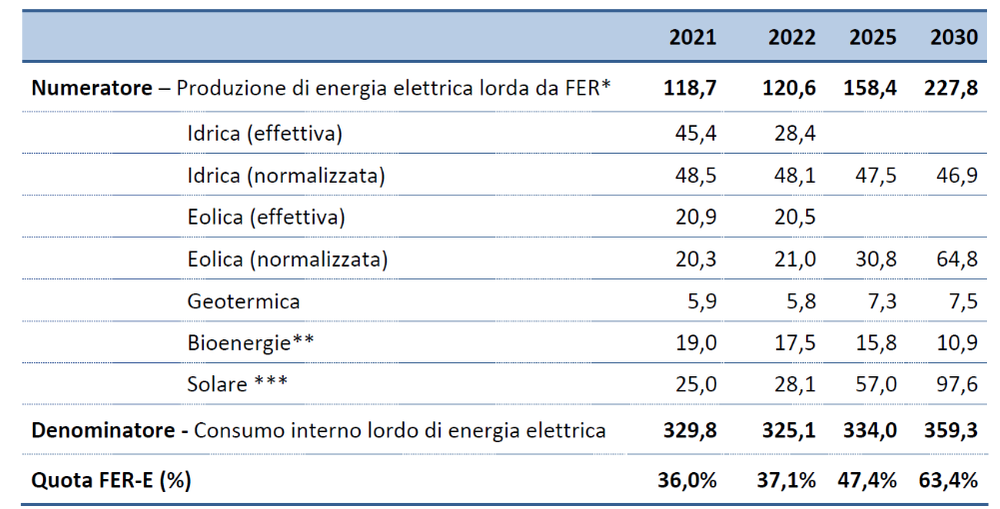 2021 2022 2025 2030
Numeratore – Produzione di energia elettrica lorda da FER* 118,7 120,6 158,4 227,8
Idrica (effettiva) 45,4 28,4
Idrica (normalizzata) 48,5 48,1 47,5 46,9
Eolica (effettiva) 20,9 20,5
Eolica (normalizzata) 20,3 21,0 30,8 64,8
Geotermica 5,9 5,8 7,3 7,5
Bioenergie** 19,0 17,5 15,8 10,9
Solare *** 25,0 28,1 57,0 97,6
Denominatore - Consumo interno lordo di energia elettrica 329,8 325,1 334,0 359,3
Quota FER-E (%) 36,0% 37,1% 47,4% 63,4%